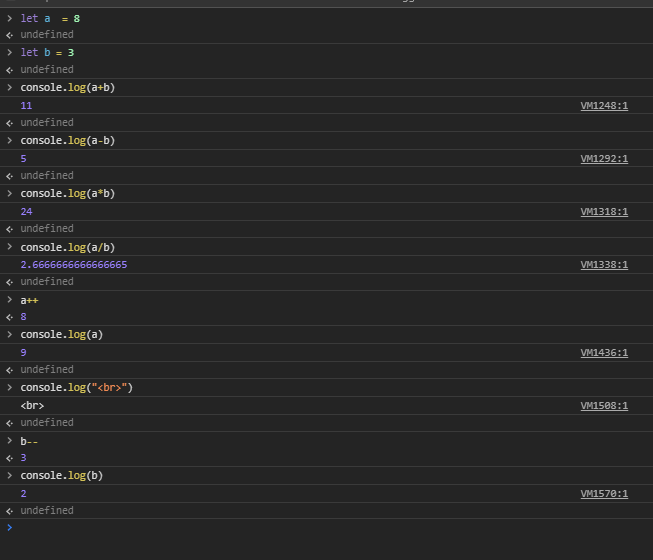 > let a  = 8
<· undefined
> let b = 3
<· undefined
> console.log(a+b)
11 VM1248:1
<· undefined
> console.log(a-b)
5 VM1292:1
<· undefined
> console.log(a*b)
24 VM1318:1
<· undefined
> console.log(a/b)
2.6666666666666665 VM1338:1
<· undefined
> a++
<· 8
> console.log(a)
9 VM1436:1
<· undefined
> console.log("<br>")
<br> VM1508:1
<· undefined
> b--
<· 3
> console.log(b)
2 VM1570:1
<· undefined
>